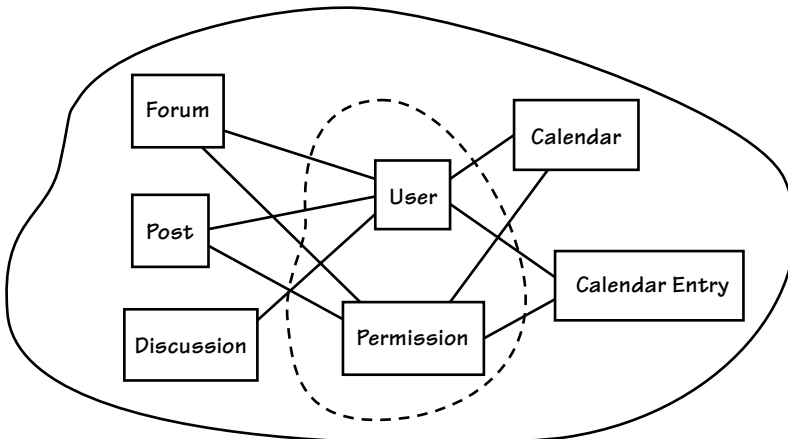 Forum
Post
Discussion
User
Permission
Calendar
Calendar Entry